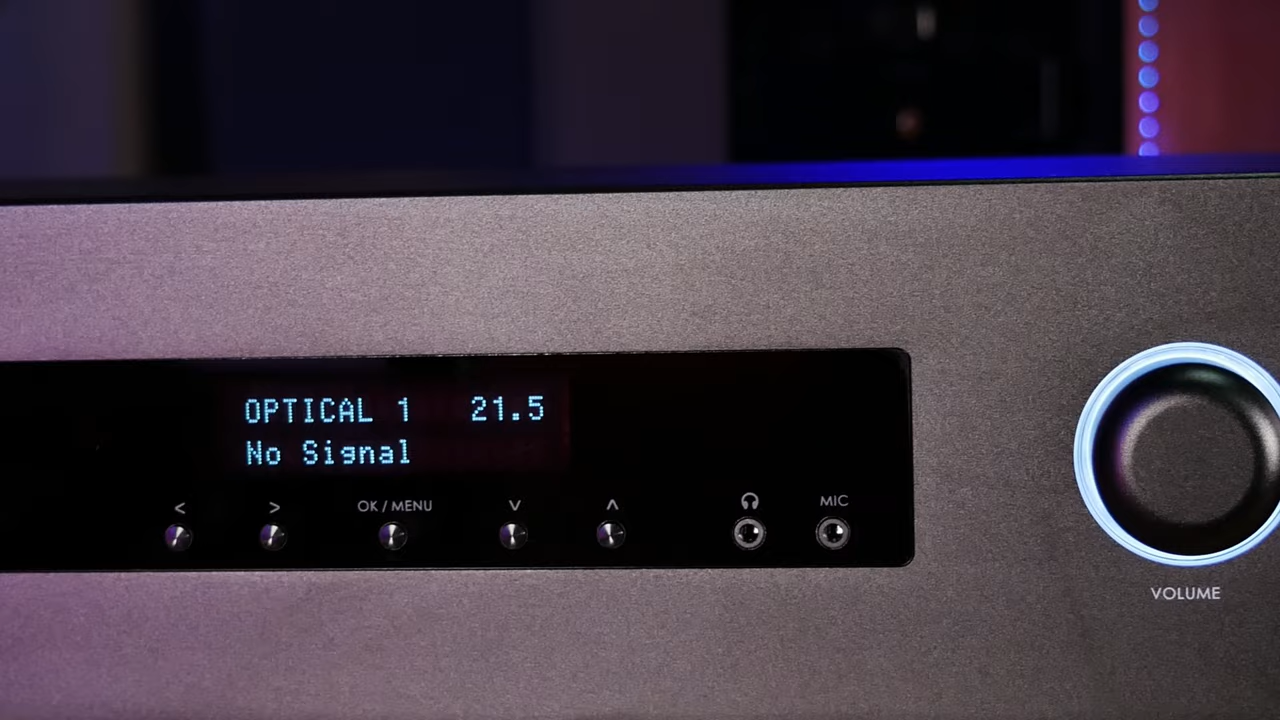 OPTICAL 1 21.5
No Signal
< > OK / MENU ∨ ∧ MIC
VOLUME